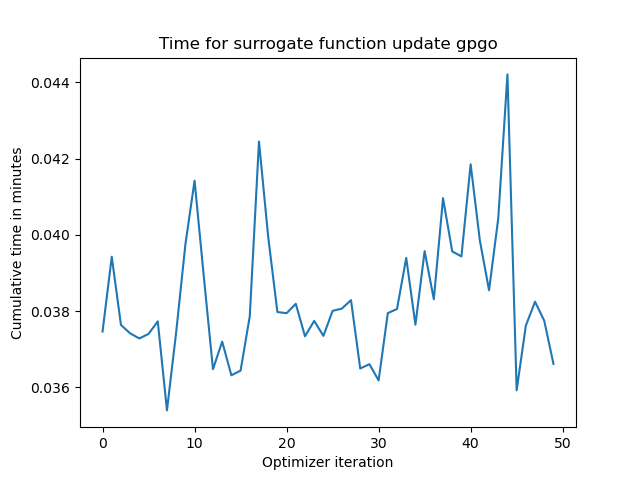 Time for surrogate function update gpgo
0.044
0.042
0.040
0.038
0.036
Cumulative time in minutes
0 10 20 30 40 50
Optimizer iteration